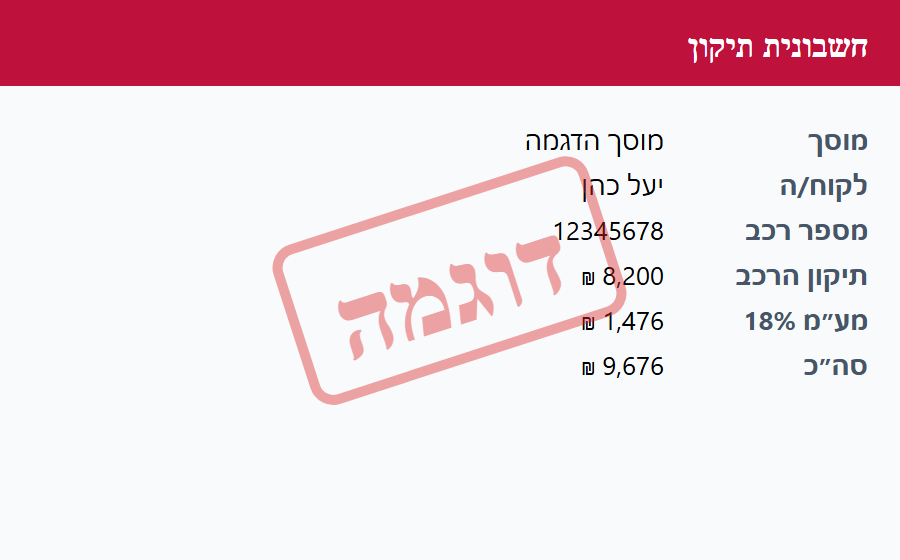 חשבונית תיקון
מוסך מוסך הדגמה
לקוח/ה יעל כהן
מספר רכב 12345678
תיקון הרכב 8,200 ₪
מע״מ 18% 1,476 ₪
סה״כ 9,676 ₪
דוגמה